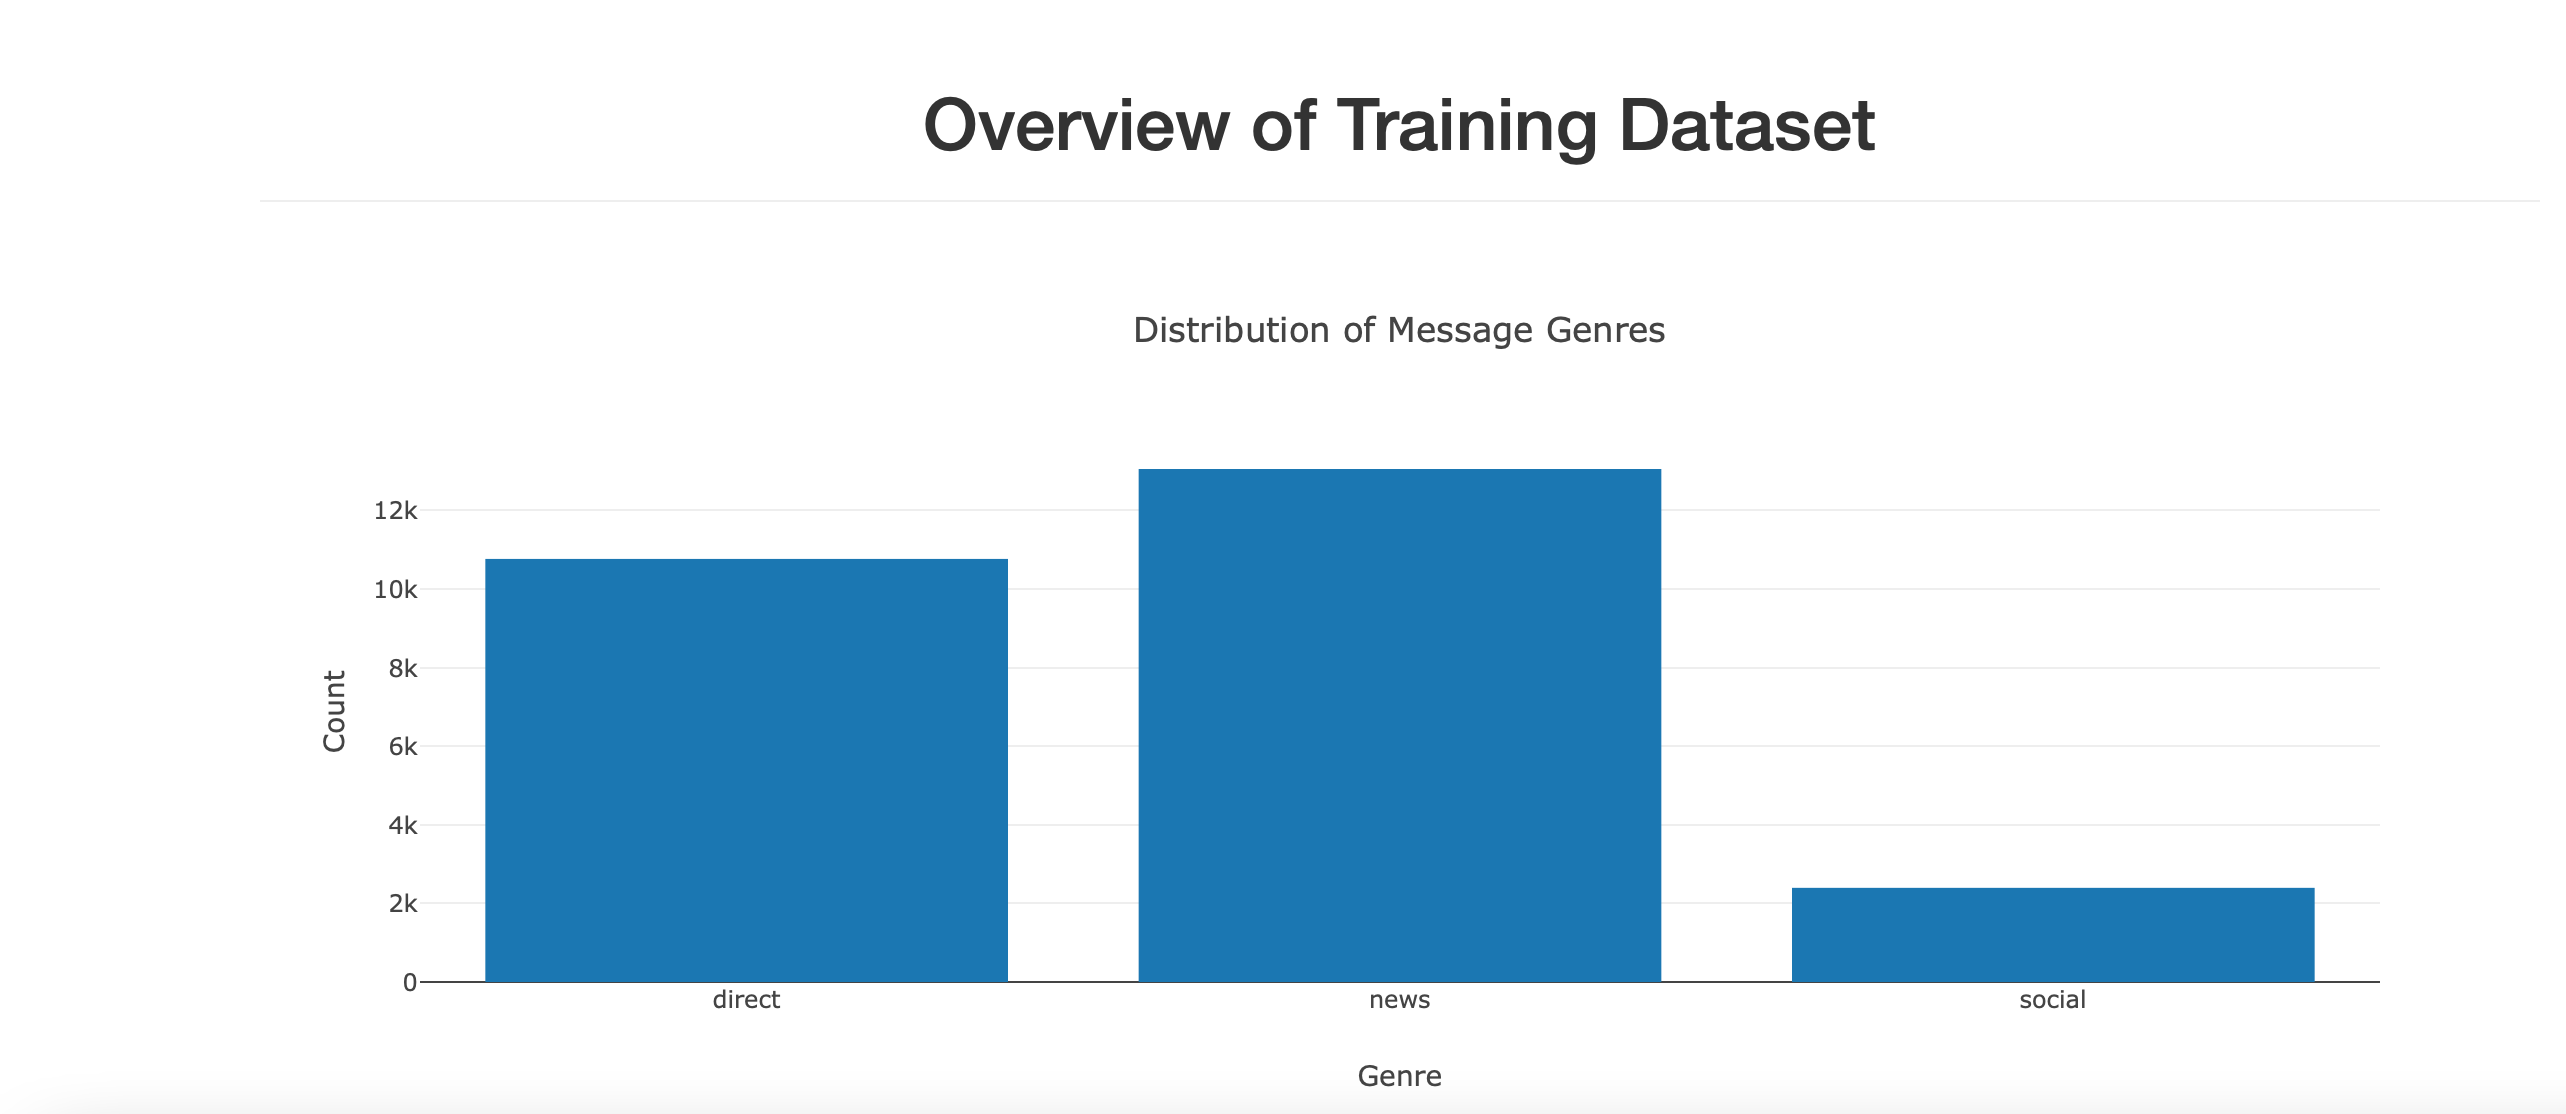 Overview of Training Dataset
Distribution of Message Genres
12k
10k
8k
6k
4k
2k
0
Count
direct news social
Genre